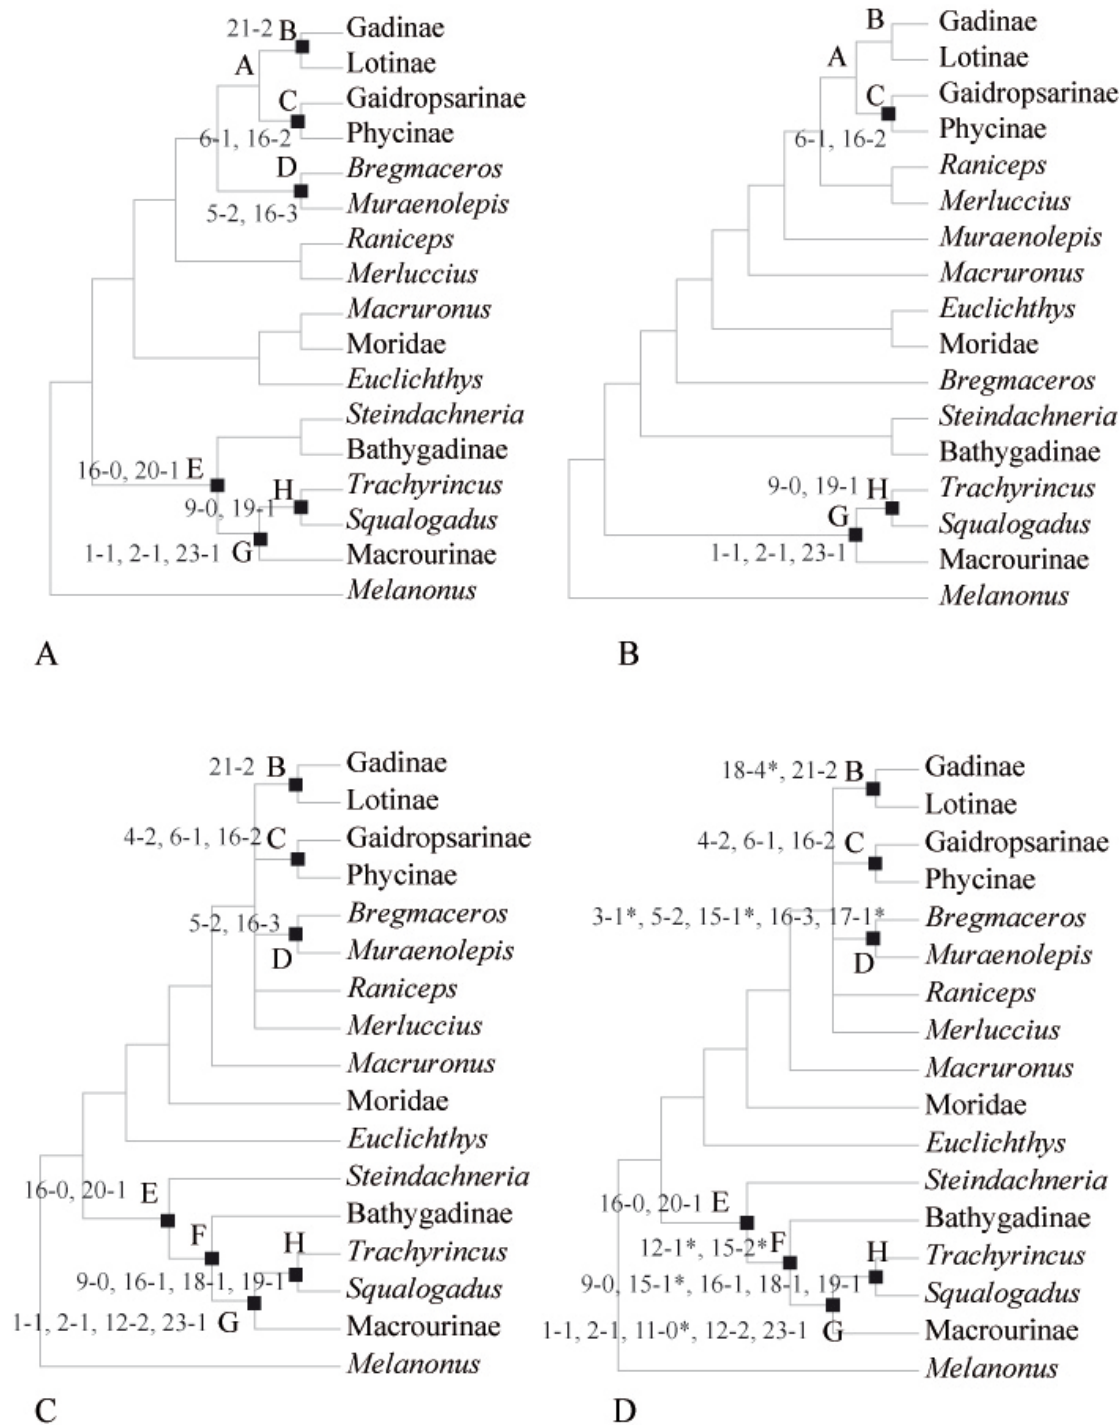 21-2 B Gadinae
Lotinae
A
C Gaidropsarinae
6-1, 16-2 Phycinae
D Bregmaceros
5-2, 16-3 Muraenolepis
Raniceps
Merluccius
Macruronus
Moridae
Euclichthys
Steindachneria
Bathygadinae
16-0, 20-1 E
H Trachyrincus
9-0, 19-1 Squalogadus
1-1, 2-1, 23-1 G Macrourinae
Melanonus
A
B Gadinae
Lotinae
A
C Gaidropsarinae
6-1, 16-2 Phycinae
Raniceps
Merluccius
Muraenolepis
Macruronus
Euclichthys
Moridae
Bregmaceros
Steindachneria
Bathygadinae
9-0, 19-1 H Trachyrincus
G Squalogadus
1-1, 2-1, 23-1 Macrourinae
Melanonus
B
21-2 B Gadinae
Lotinae
4-2, 6-1, 16-2 C Gaidropsarinae
Phycinae
5-2, 16-3 Bregmaceros
D Muraenolepis
Raniceps
Merluccius
Macruronus
Moridae
Euclichthys
16-0, 20-1 E Steindachneria
Bathygadinae
F
H Trachyrincus
9-0, 16-1, 18-1, 19-1 Squalogadus
1-1, 2-1, 12-2, 23-1 G Macrourinae
Melanonus
C
18-4*, 21-2 B Gadinae
Lotinae
4-2, 6-1, 16-2 C Gaidropsarinae
Phycinae
3-1*, 5-2, 15-1*, 16-3, 17-1* Bregmaceros
D Muraenolepis
Raniceps
Merluccius
Macruronus
Moridae
Euclichthys
16-0, 20-1 E Steindachneria
Bathygadinae
12-1*, 15-2* F
H Trachyrincus
9-0, 15-1*, 16-1, 18-1, 19-1 Squalogadus
1-1, 2-1, 11-0*, 12-2, 23-1 G Macrourinae
Melanonus
D